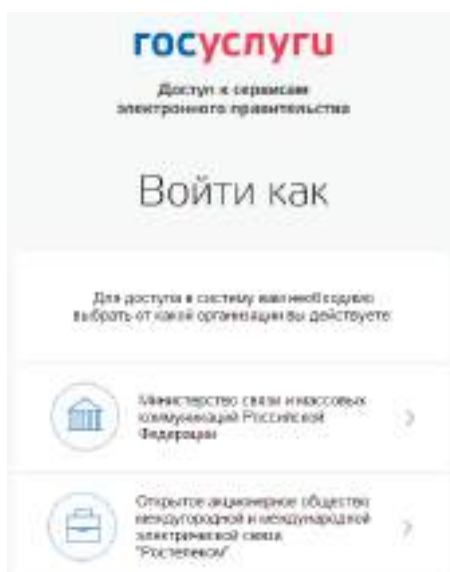 госуслуги
Доступ к сервисам
электронного правительства
Войти как
Для доступа в систему вам необходимо
выбрать от какой организации вы действуете
Министерство связи и массовых
коммуникаций Российской
Федерации
Открытое акционерное общество
междугородной и международной
электрической связи
"Ростелеком"